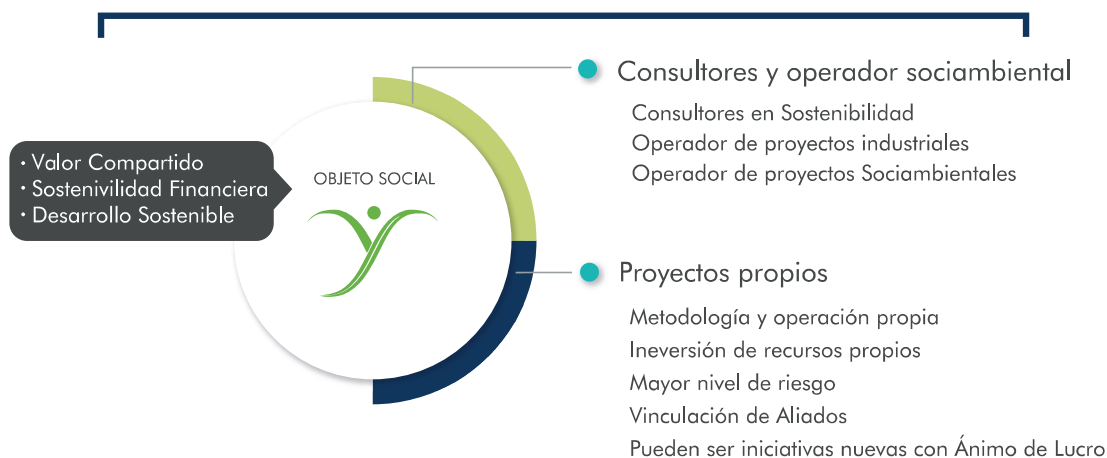 Consultores y operador sociambiental
Consultores en Sostenibilidad
Operador de proyectos industriales
Operador de proyectos Sociambientales
· Valor Compartido
· Sostenivilidad Financiera
· Desarrollo Sostenible
OBJETO SOCIAL
Proyectos propios
Metodología y operación propia
Ineversión de recursos propios
Mayor nivel de riesgo
Vinculación de Aliados
Pueden ser iniciativas nuevas con Ánimo de Lucro